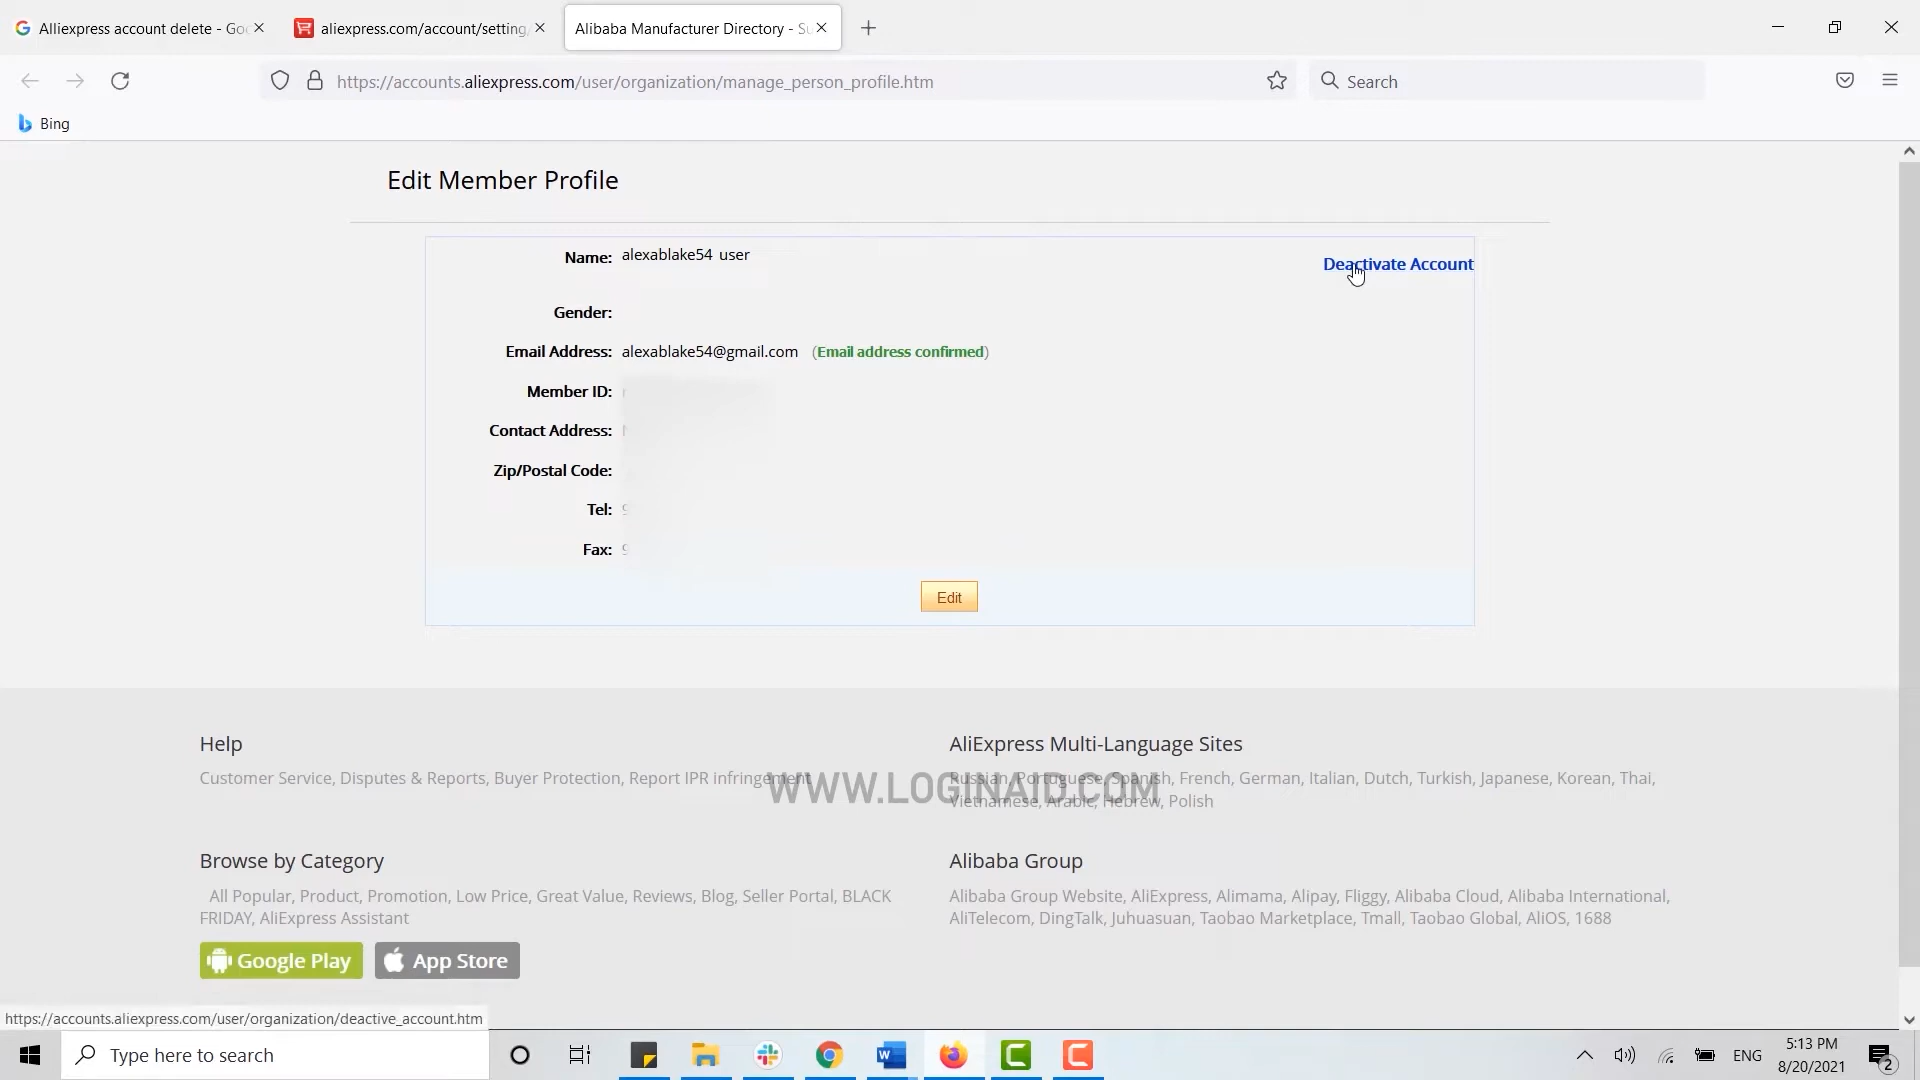 Alliexpress account delete - Goo
aliexpress.com/account/setting
Alibaba Manufacturer Directory - Su
https://accounts.aliexpress.com/user/organization/manage_person_profile.htm
Search
Bing
Edit Member Profile
Name: alexablake54 user
Deactivate Account
Gender:
Email Address: alexablake54@gmail.com (Email address confirmed)
Member ID:
Contact Address:
Zip/Postal Code:
Tel:
Fax:
Edit
Help
AliExpress Multi-Language Sites
Customer Service, Disputes & Reports, Buyer Protection, Report IPR infringement
Russian, Portuguese, Spanish, French, German, Italian, Dutch, Turkish, Japanese, Korean, Thai,
Vietnamese, Arabic, Hebrew, Polish
WWW.LOGINAID.COM
Browse by Category
Alibaba Group
All Popular, Product, Promotion, Low Price, Great Value, Reviews, Blog, Seller Portal, BLACK
FRIDAY, AliExpress Assistant
Alibaba Group Website, AliExpress, Alimama, Alipay, Fliggy, Alibaba Cloud, Alibaba International,
AliTelecom, DingTalk, Juhuasuan, Taobao Marketplace, Tmall, Taobao Global, AliOS, 1688
Google Play
App Store
https://accounts.aliexpress.com/user/organization/deactive_account.htm
Type here to search
ENG
5:13 PM
8/20/2021
2